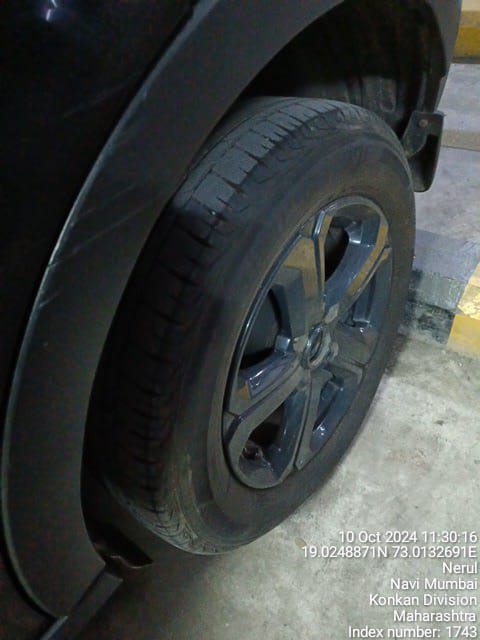 10 Oct 2024 11:30:16
19.0248871N 73.0132691E
Nerul
Navi Mumbai
Konkan Division
Maharashtra
Index number: 1743